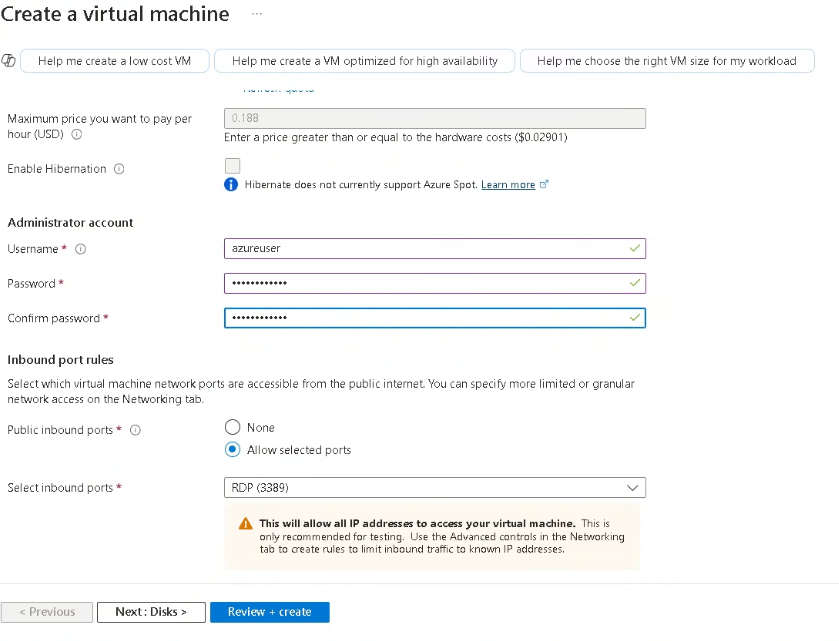 Create a virtual machine ...
Help me create a low cost VM
Help me create a VM optimized for high availability
Help me choose the right VM size for my workload
Maximum price you want to pay per
hour (USD)
0.188
Enter a price greater than or equal to the hardware costs ($0.02901)
Enable Hibernation
Hibernate does not currently support Azure Spot. Learn more
Administrator account
Username *
azureuser
Password *
••••••••••••
Confirm password *
••••••••••••
Inbound port rules
Select which virtual machine network ports are accessible from the public internet. You can specify more limited or granular
network access on the Networking tab.
Public inbound ports *
None
Allow selected ports
Select inbound ports *
RDP (3389)
This will allow all IP addresses to access your virtual machine. This is
only recommended for testing. Use the Advanced controls in the Networking
tab to create rules to limit inbound traffic to known IP addresses.
< Previous
Next : Disks >
Review + create